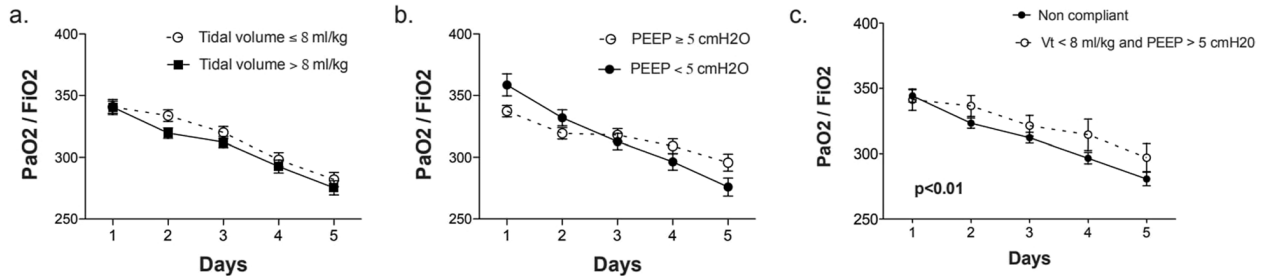 a.
Tidal volume ≤ 8 ml/kg
Tidal volume > 8 ml/kg
400
350
300
250
PaO2 / FiO2
1 2 3 4 5
Days
b.
PEEP ≥ 5 cmH2O
PEEP < 5 cmH2O
400
350
300
250
PaO2 / FiO2
1 2 3 4 5
Days
c.
Non compliant
Vt < 8 ml/kg and PEEP > 5 cmH20
400
350
300
250
PaO2 / FiO2
p<0.01
1 2 3 4 5
Days